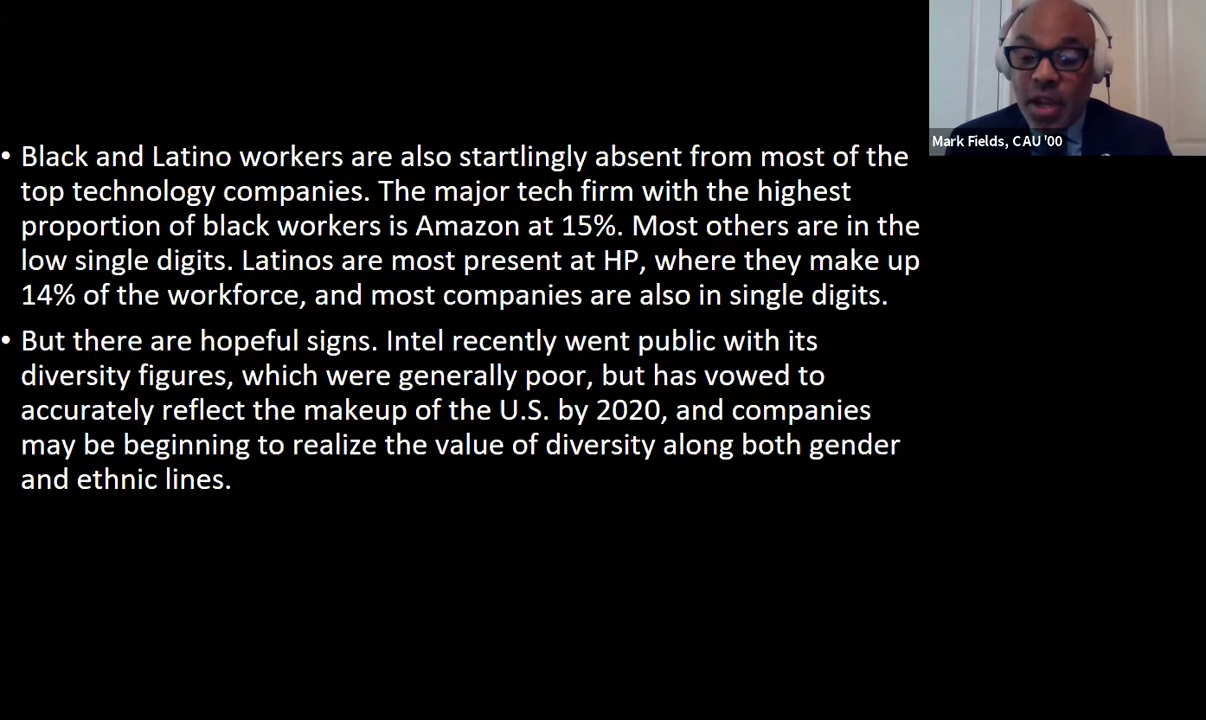 • Black and Latino workers are also startlingly absent from most of the
top technology companies. The major tech firm with the highest
proportion of black workers is Amazon at 15%. Most others are in the
low single digits. Latinos are most present at HP, where they make up
14% of the workforce, and most companies are also in single digits.
• But there are hopeful signs. Intel recently went public with its
diversity figures, which were generally poor, but has vowed to
accurately reflect the makeup of the U.S. by 2020, and companies
may be beginning to realize the value of diversity along both gender
and ethnic lines.
Mark Fields, CAU '00